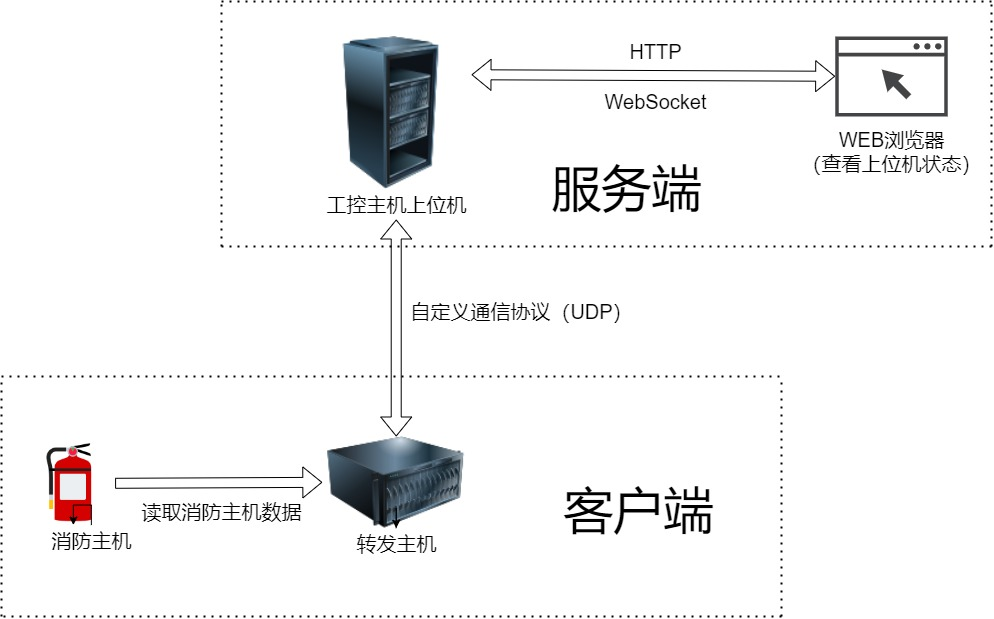 HTTP
WebSocket
WEB浏览器
(查看上位机状态)
服务端
工控主机上位机
自定义通信协议（UDP）
读取消防主机数据
客户端
消防主机
转发主机